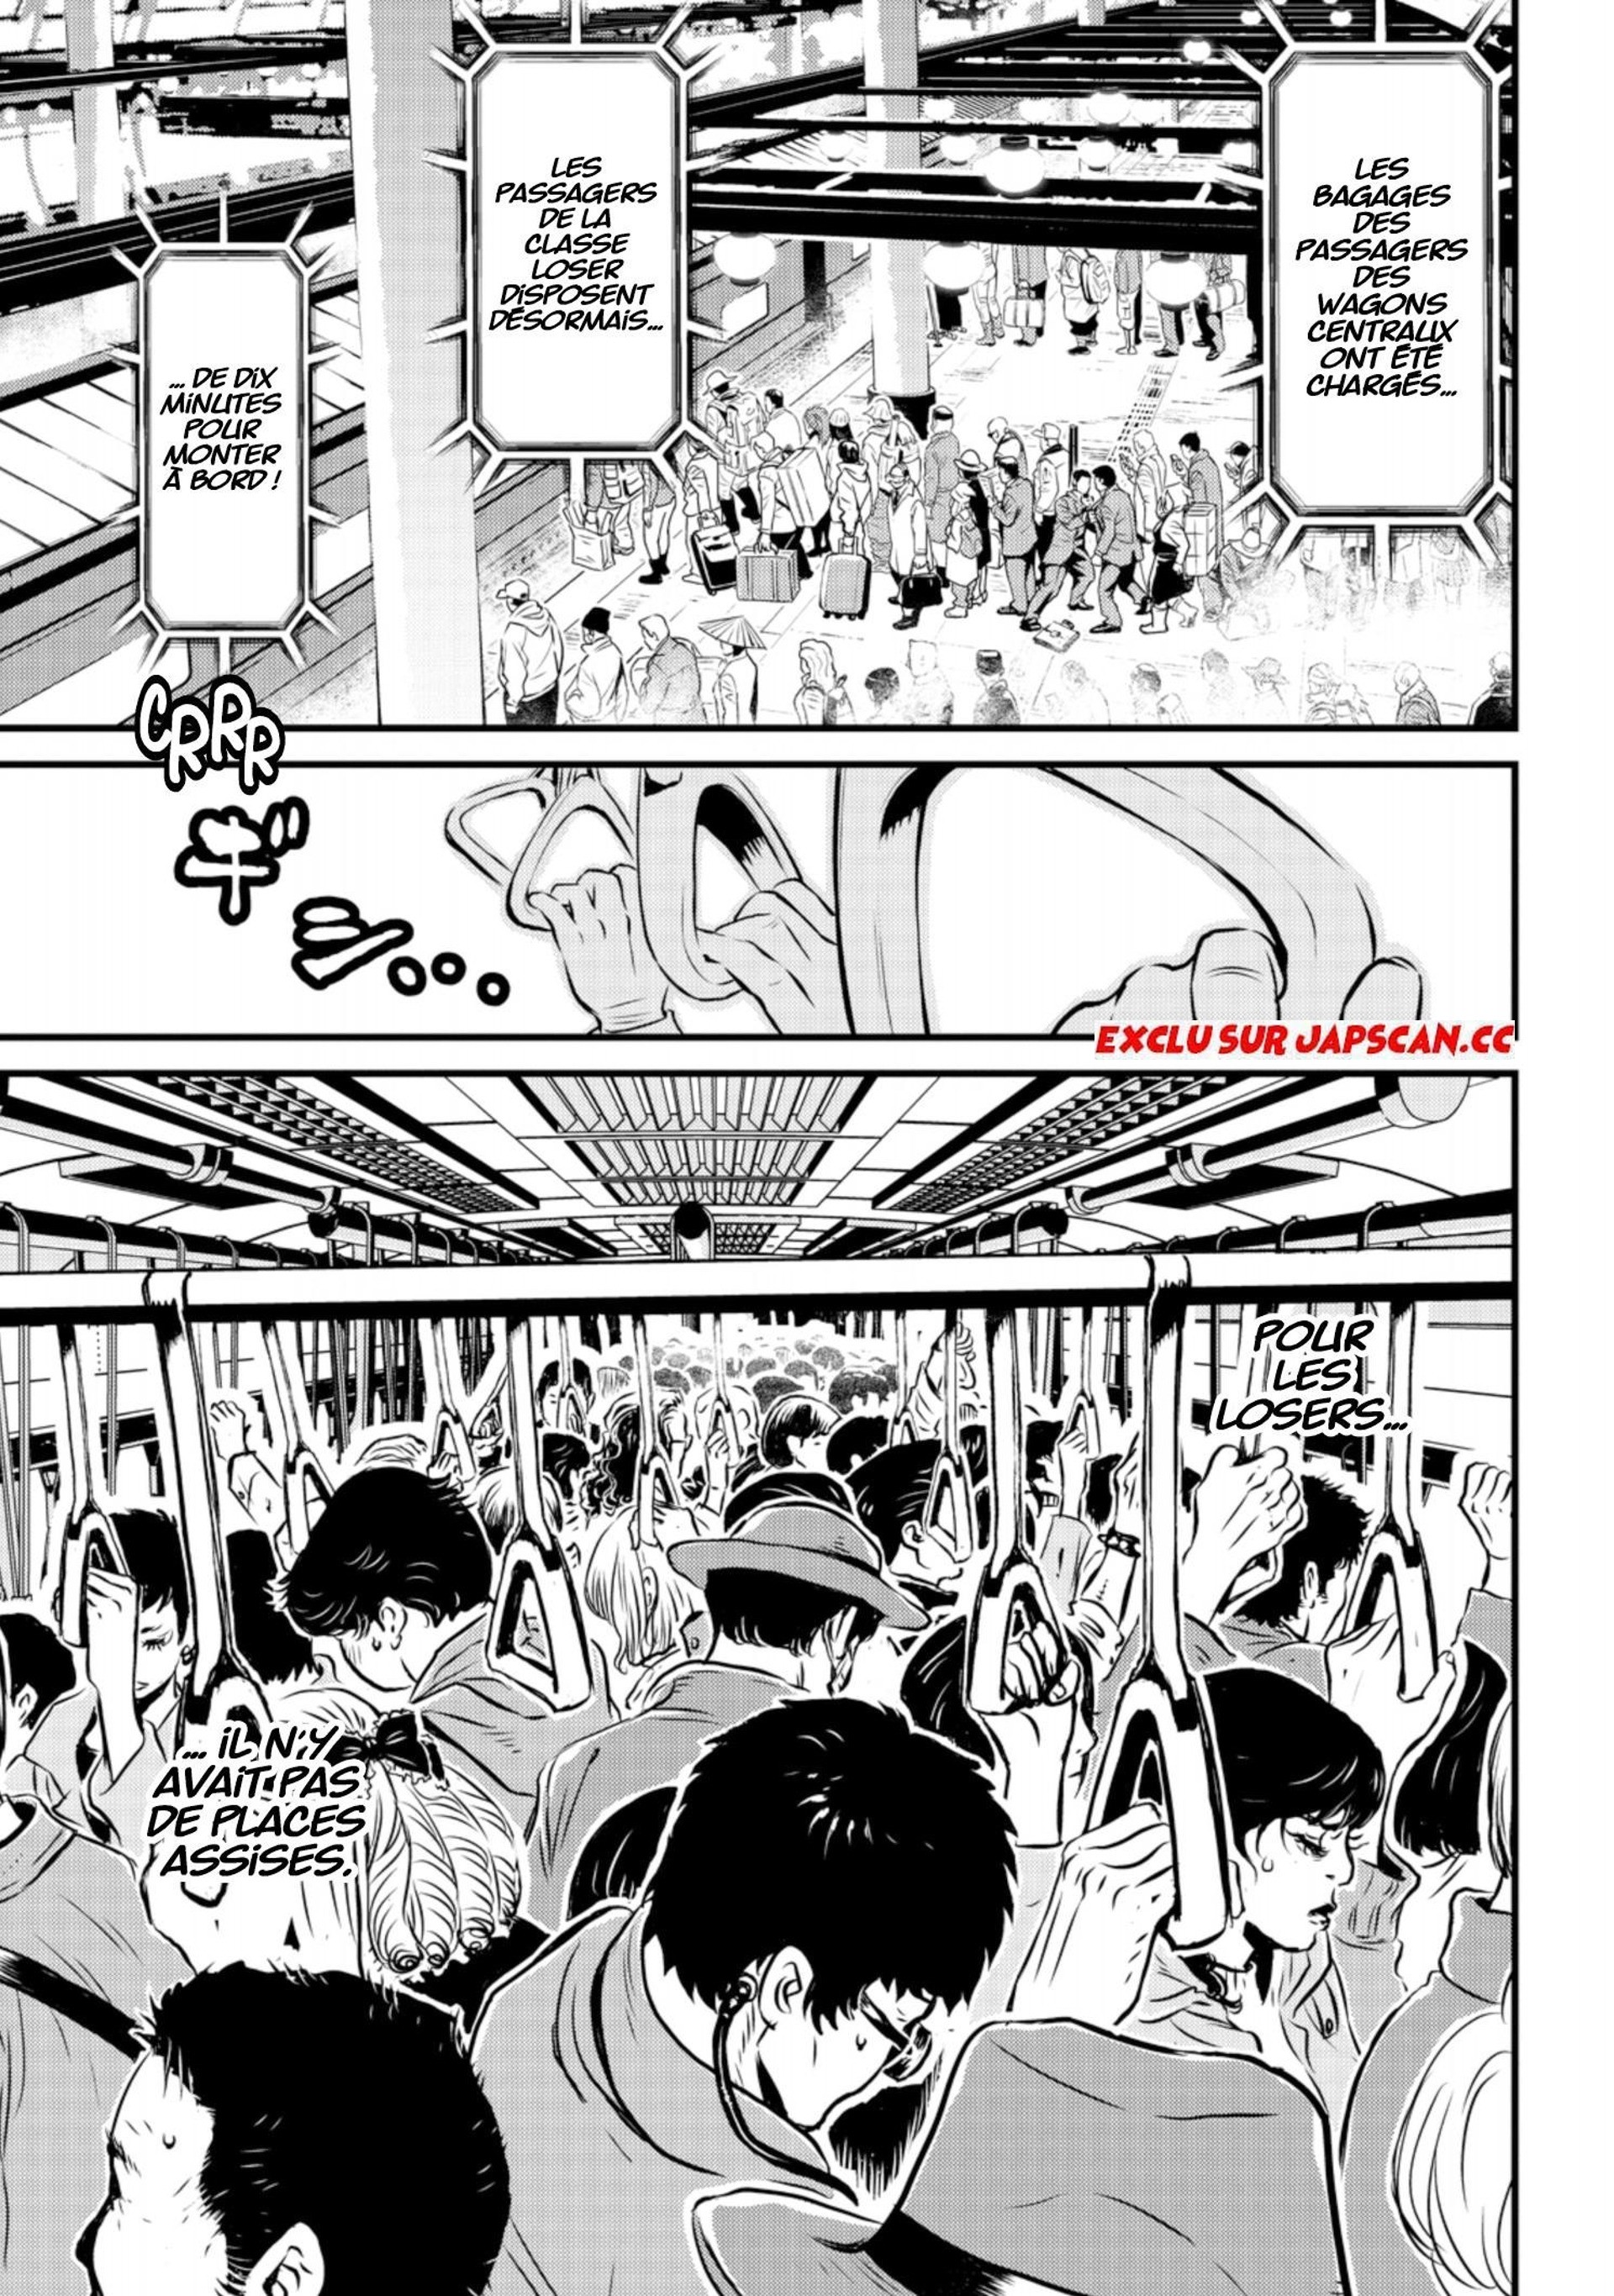 LES
BAGAGES
DES
PASSAGERS
DES
WAGONS
CENTRAUX
ONT ÉTÉ
CHARGÉS...
LES
PASSAGERS
DE LA
CLASSE
LOSER
DISPOSENT
DÉSORMAIS...
... DE DIX
MINUTES
POUR
MONTER
À BORD !
CRRR
ギシ...
EXCLU SUR JAPSCAN.CC
POUR
LES
LOSERS...
... IL N'Y
AVAIT PAS
DE PLACES
ASSISES.